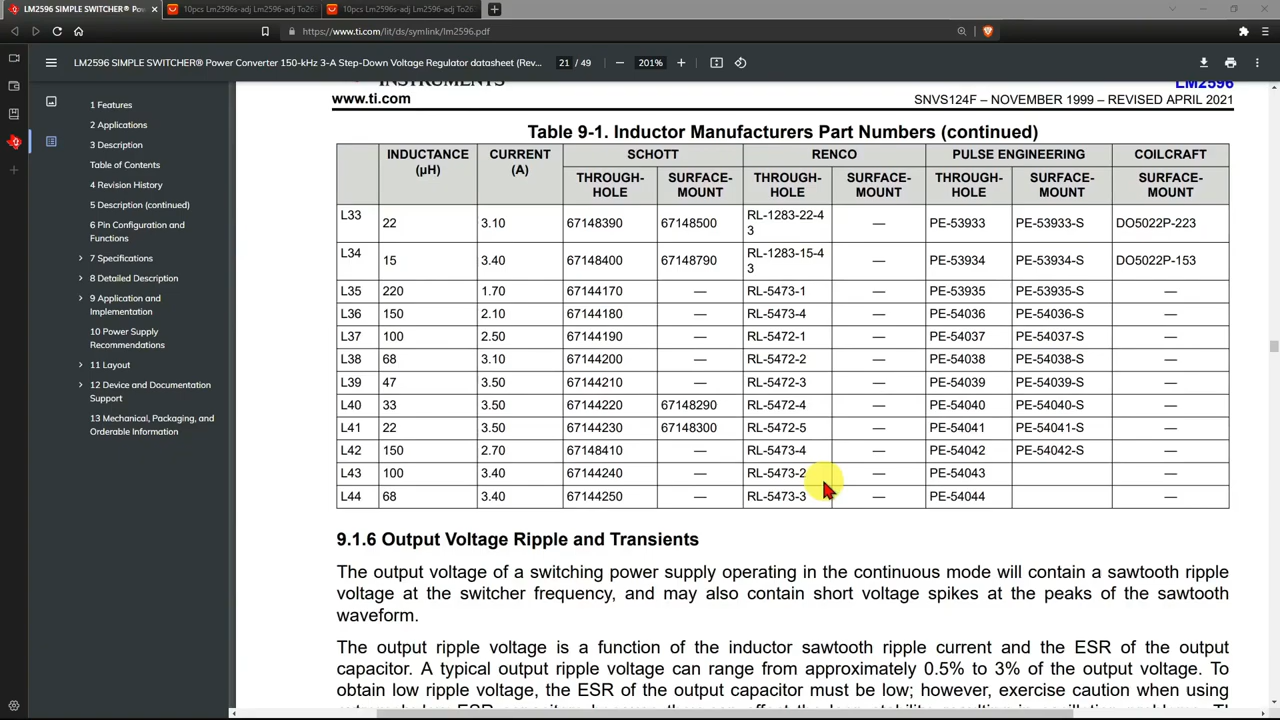 LM2596 SIMPLE SWITCHER® Po
10pcs Lm2596s-adj Lm2596-adj To26
10pcs Lm2596s-adj Lm2596-adj To26
https://www.ti.com/lit/ds/symlink/lm2596.pdf
LM2596 SIMPLE SWITCHER® Power Converter 150-kHz 3-A Step-Down Voltage Regulator datasheet (Rev...
21 / 49
201%
1 Features
2 Applications
3 Description
Table of Contents
4 Revision History
5 Description (continued)
6 Pin Configuration and
Functions
7 Specifications
8 Detailed Description
9 Application and
Implementation
10 Power Supply
Recommendations
11 Layout
12 Device and Documentation
Support
13 Mechanical, Packaging, and
Orderable Information
INSTRUMENTS
LM2596
www.ti.com
SNVS124F – NOVEMBER 1999 – REVISED APRIL 2021
Table 9-1. Inductor Manufacturers Part Numbers (continued)
INDUCTANCE (µH) CURRENT (A) SCHOTT RENCO PULSE ENGINEERING COILCRAFT
THROUGH-HOLE SURFACE-MOUNT THROUGH-HOLE SURFACE-MOUNT THROUGH-HOLE SURFACE-MOUNT SURFACE-MOUNT
L33 22 3.10 67148390 67148500 RL-1283-22-43 — PE-53933 PE-53933-S DO5022P-223
L34 15 3.40 67148400 67148790 RL-1283-15-43 — PE-53934 PE-53934-S DO5022P-153
L35 220 1.70 67144170 — RL-5473-1 — PE-53935 PE-53935-S —
L36 150 2.10 67144180 — RL-5473-4 — PE-54036 PE-54036-S —
L37 100 2.50 67144190 — RL-5472-1 — PE-54037 PE-54037-S —
L38 68 3.10 67144200 — RL-5472-2 — PE-54038 PE-54038-S —
L39 47 3.50 67144210 — RL-5472-3 — PE-54039 PE-54039-S —
L40 33 3.50 67144220 67148290 RL-5472-4 — PE-54040 PE-54040-S —
L41 22 3.50 67144230 67148300 RL-5472-5 — PE-54041 PE-54041-S —
L42 150 2.70 67148410 — RL-5473-4 — PE-54042 PE-54042-S —
L43 100 3.40 67144240 — RL-5473-2 — PE-54043 —
L44 68 3.40 67144250 — RL-5473-3 — PE-54044 —
9.1.6 Output Voltage Ripple and Transients
The output voltage of a switching power supply operating in the continuous mode will contain a sawtooth ripple
voltage at the switcher frequency, and may also contain short voltage spikes at the peaks of the sawtooth
waveform.
The output ripple voltage is a function of the inductor sawtooth ripple current and the ESR of the output
capacitor. A typical output ripple voltage can range from approximately 0.5% to 3% of the output voltage. To
obtain low ripple voltage, the ESR of the output capacitor must be low; however, exercise caution when using